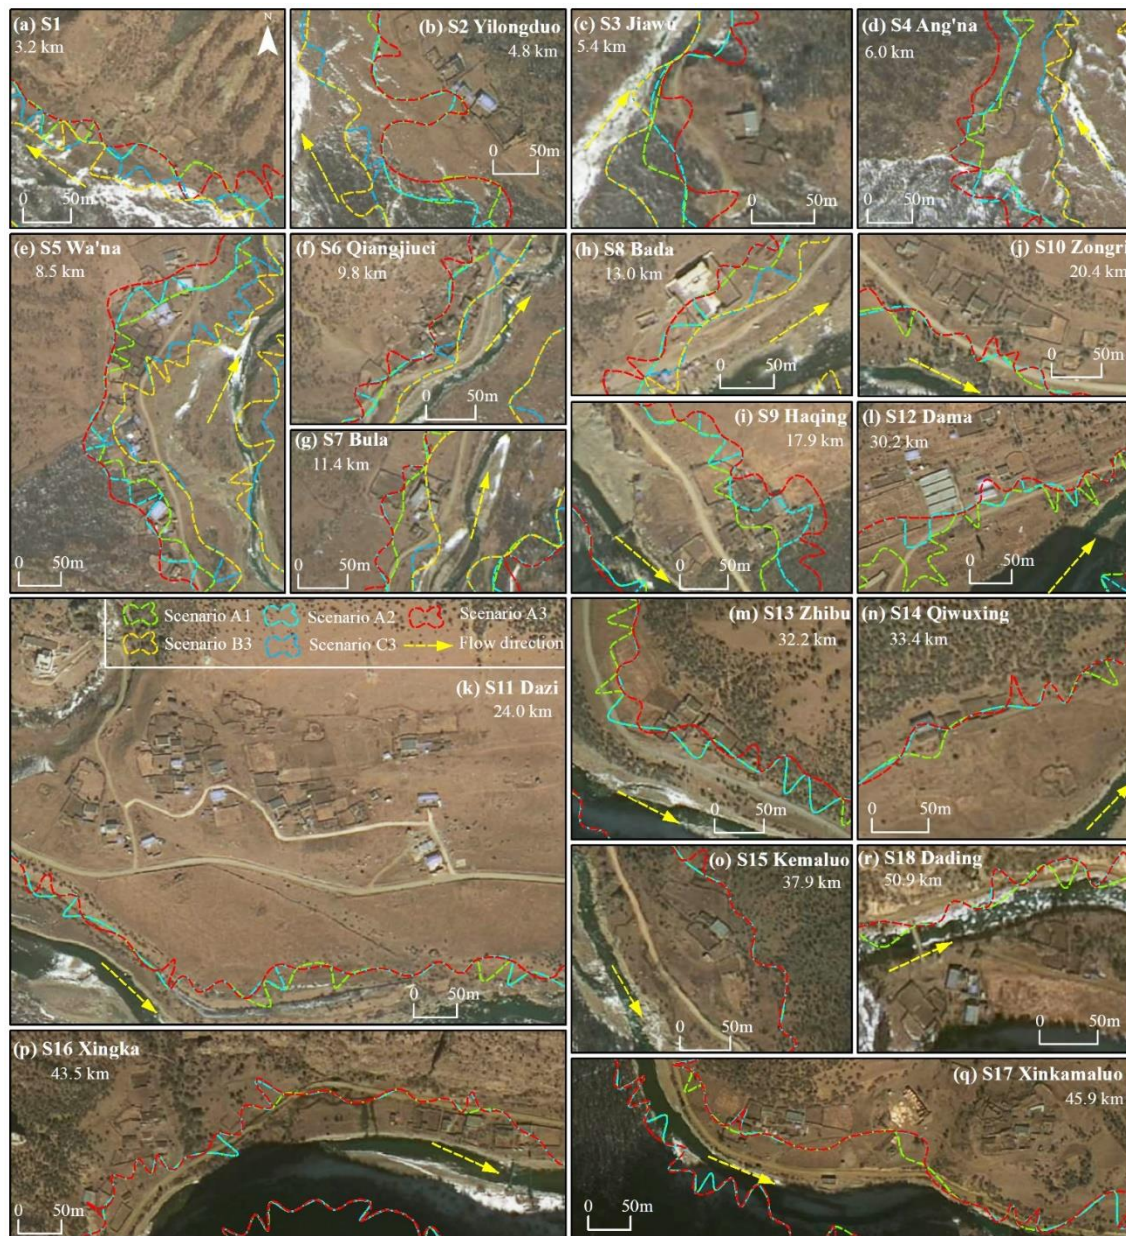 (a) S1
3.2 km
N
50m
0
(b) S2 Yilongduo
4.8 km
0 50m
(c) S3 Jiawu
5.4 km
0 50m
(d) S4 Ang'na
6.0 km
0 50m
(e) S5 Wa'na
8.5 km
0 50m
(f) S6 Qiangjiuci
9.8 km
0 50m
(g) S7 Bula
11.4 km
0 50m
(h) S8 Bada
13.0 km
0 50m
(j) S10 Zongri
20.4 km
0 50m
(i) S9 Haqing
17.9 km
0 50m
(l) S12 Dama
30.2 km
0 50m
Scenario A1 Scenario A2 Scenario A3
Scenario B3 Scenario C3 Flow direction
(k) S11 Dazi
24.0 km
0 50m
(m) S13 Zhibu
32.2 km
0 50m
(n) S14 Qiwuxing
33.4 km
0 50m
(o) S15 Kemaluo
37.9 km
0 50m
(r) S18 Dading
50.9 km
0 50m
(p) S16 Xingka
43.5 km
0 50m
(q) S17 Xinkamaluo
45.9 km
0 50m